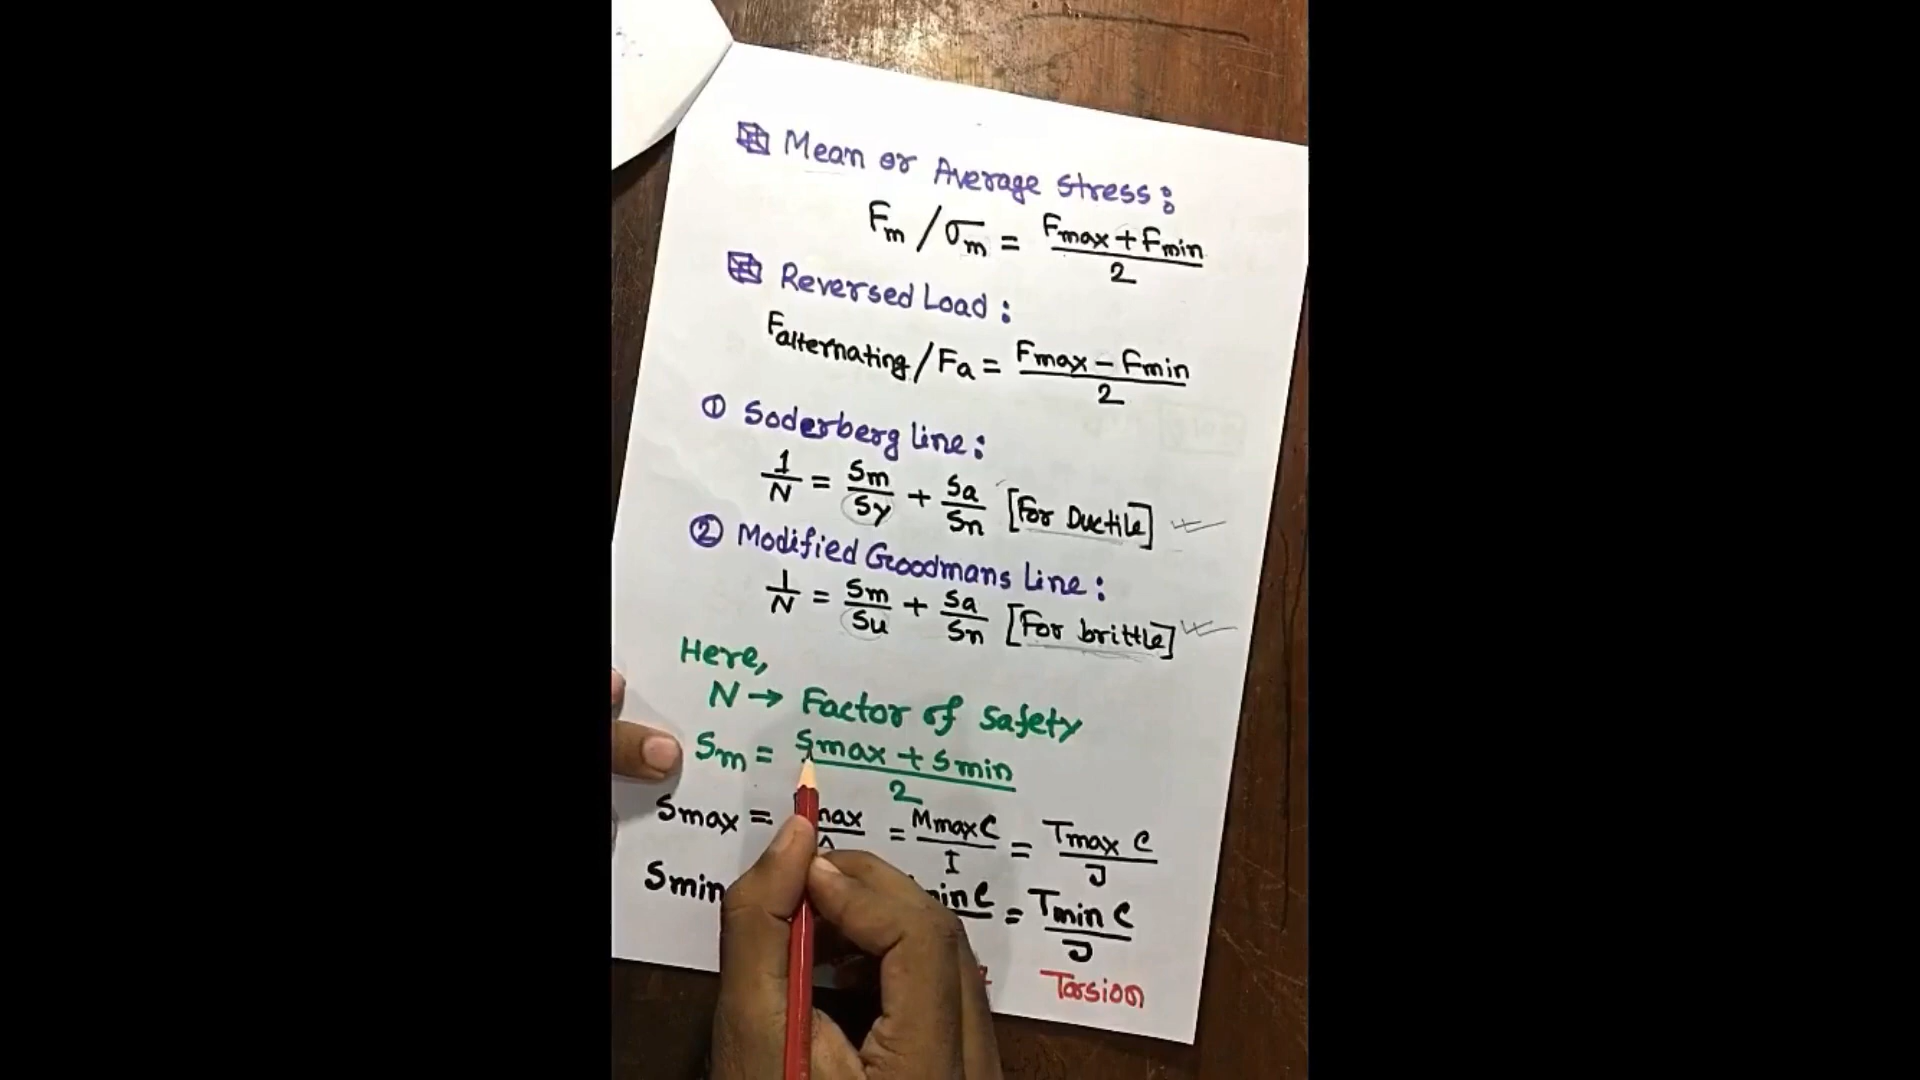 Mean or Average stress:
Fm / σm = Fmax + Fmin / 2
Reversed Load:
Falternating / Fa = Fmax - Fmin / 2
① Soderberg line:
1/N = Sm/Sy + Sa/Sn [For Ductile]
② Modified Goodmans Line:
1/N = Sm/Su + Sa/Sn [For brittle]
Here,
N → Factor of safety
Sm = Smax + Smin / 2
Smax = = Mmax C / I = Tmax C / J
Smin = Tmin C / J
Torsion